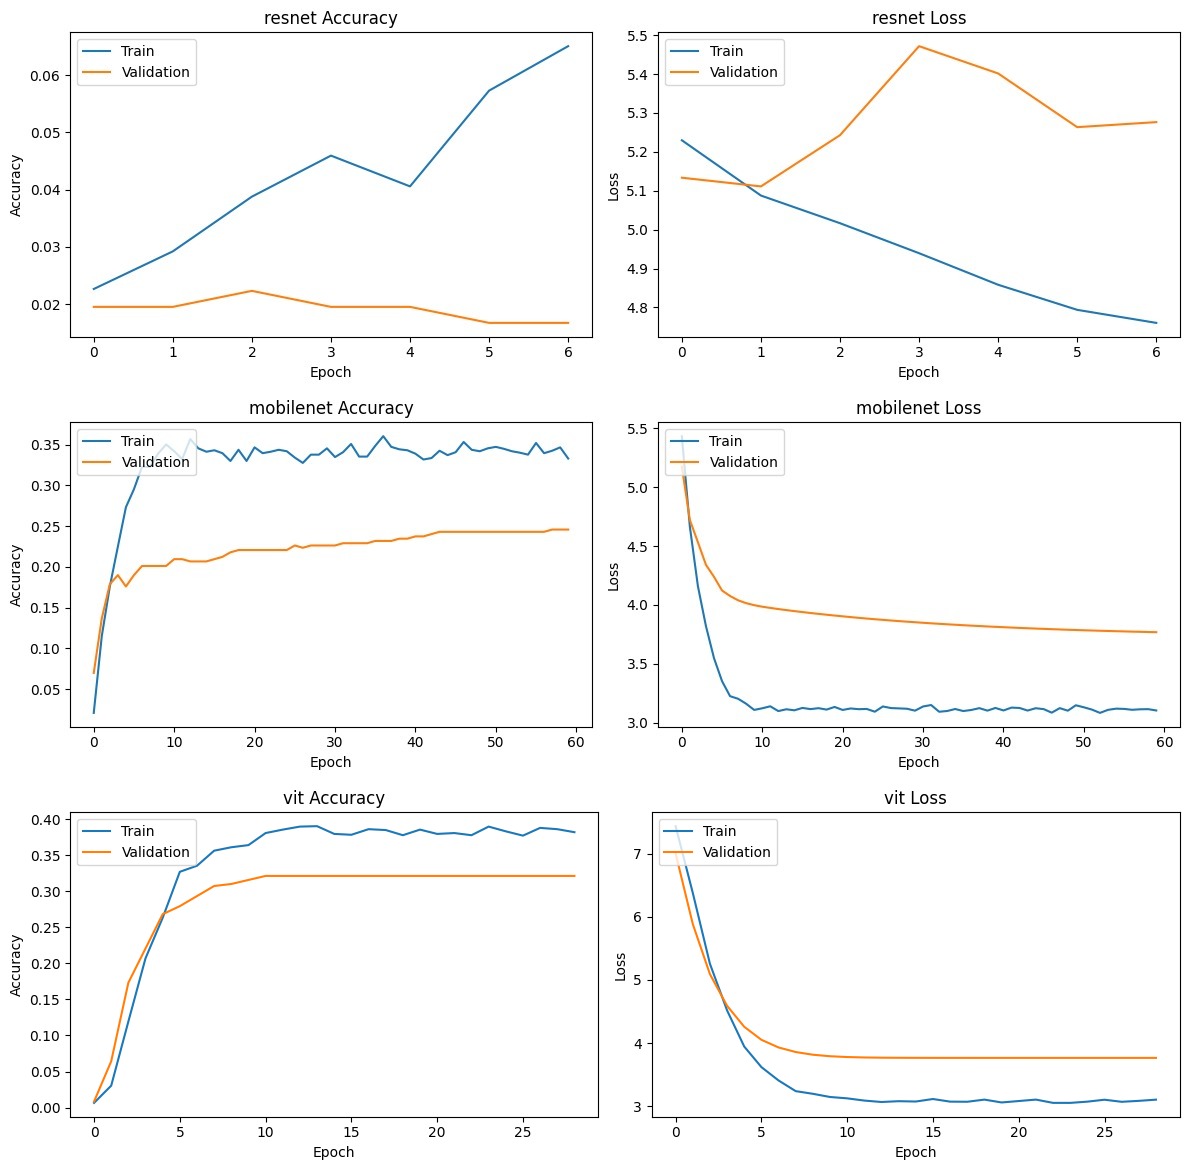 resnet Accuracy
Train
Validation
0.06
0.05
0.04
0.03
0.02
Accuracy
0 1 2 3 4 5 6
Epoch
resnet Loss
Train
Validation
5.5
5.4
5.3
5.2
5.1
5.0
4.9
4.8
Loss
0 1 2 3 4 5 6
Epoch
mobilenet Accuracy
Train
Validation
0.35
0.30
0.25
0.20
0.15
0.10
0.05
Accuracy
0 10 20 30 40 50 60
Epoch
mobilenet Loss
Train
Validation
5.5
5.0
4.5
4.0
3.5
3.0
Loss
0 10 20 30 40 50 60
Epoch
vit Accuracy
Train
Validation
0.40
0.35
0.30
0.25
0.20
0.15
0.10
0.05
0.00
Accuracy
0 5 10 15 20 25
Epoch
vit Loss
Train
Validation
7
6
5
4
3
Loss
0 5 10 15 20 25
Epoch